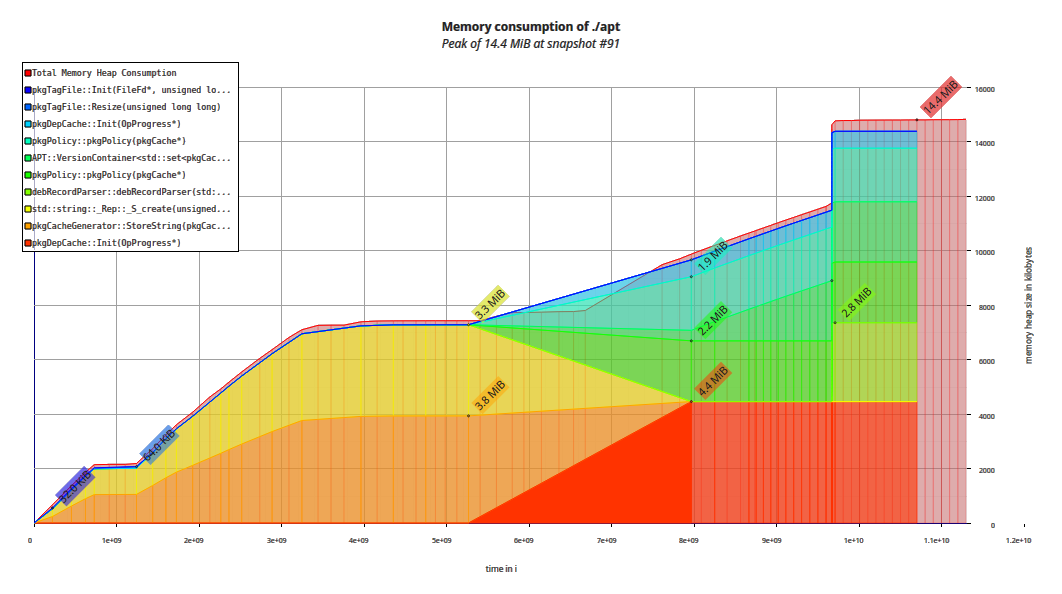 Memory consumption of ./apt
Peak of 14.4 MiB at snapshot #91
Total Memory Heap Consumption
pkgTagFile::Init(FileFd*, unsigned lo...
pkgTagFile::Resize(unsigned long long)
pkgDepCache::Init(OpProgress*)
pkgPolicy::pkgPolicy(pkgCache*)
APT::VersionContainer<std::set<pkgCac...
pkgPolicy::pkgPolicy(pkgCache*)
debRecordParser::debRecordParser(std:...
std::string::_Rep::_S_create(unsigned...
pkgCacheGenerator::StoreString(pkgCac...
pkgDepCache::Init(OpProgress*)
14.4 MiB
1.9 MiB
3.3 MiB
2.2 MiB
2.8 MiB
3.8 MiB
4.4 MiB
64.0 KiB
32.0 KiB
16000
14000
12000
10000
8000
6000
4000
2000
0
memory heap size in kilobytes
0
1e+09
2e+09
3e+09
4e+09
5e+09
6e+09
7e+09
8e+09
9e+09
1e+10
1.1e+10
1.2e+10
time in i